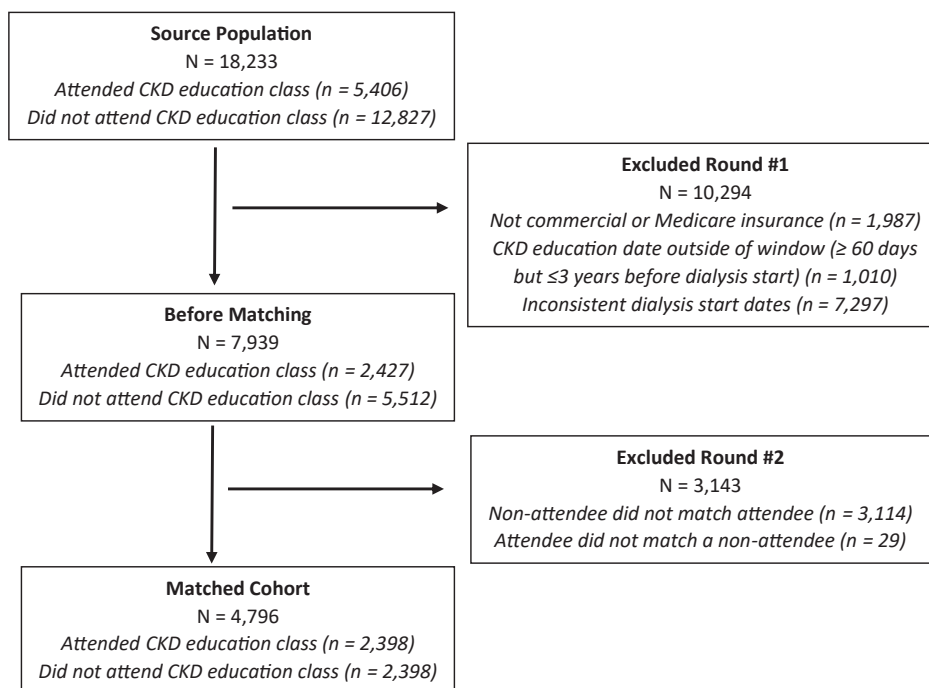 Source Population
N = 18,233
Attended CKD education class (n = 5,406)
Did not attend CKD education class (n = 12,827)
Excluded Round #1
N = 10,294
Not commercial or Medicare insurance (n = 1,987)
CKD education date outside of window (≥ 60 days
but ≤3 years before dialysis start) (n = 1,010)
Inconsistent dialysis start dates (n = 7,297)
Before Matching
N = 7,939
Attended CKD education class (n = 2,427)
Did not attend CKD education class (n = 5,512)
Excluded Round #2
N = 3,143
Non-attendee did not match attendee (n = 3,114)
Attendee did not match a non-attendee (n = 29)
Matched Cohort
N = 4,796
Attended CKD education class (n = 2,398)
Did not attend CKD education class (n = 2,398)